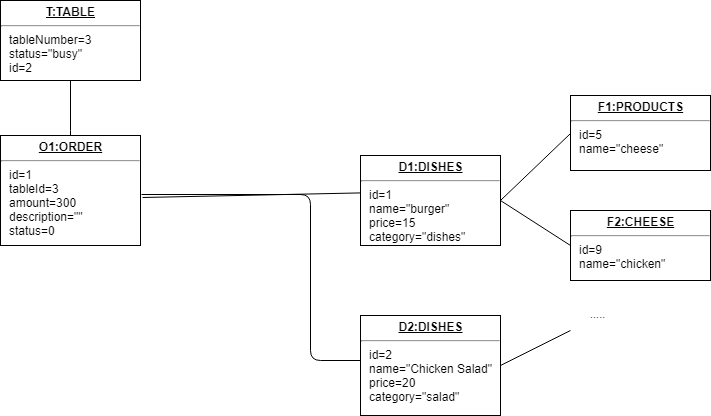 T:TABLE
tableNumber=3
status="busy"
id=2
O1:ORDER
id=1
tableId=3
amount=300
description=""
status=0
D1:DISHES
id=1
name="burger"
price=15
category="dishes"
F1:PRODUCTS
id=5
name="cheese"
F2:CHEESE
id=9
name="chicken"
.....
D2:DISHES
id=2
name="Chicken Salad"
price=20
category="salad"